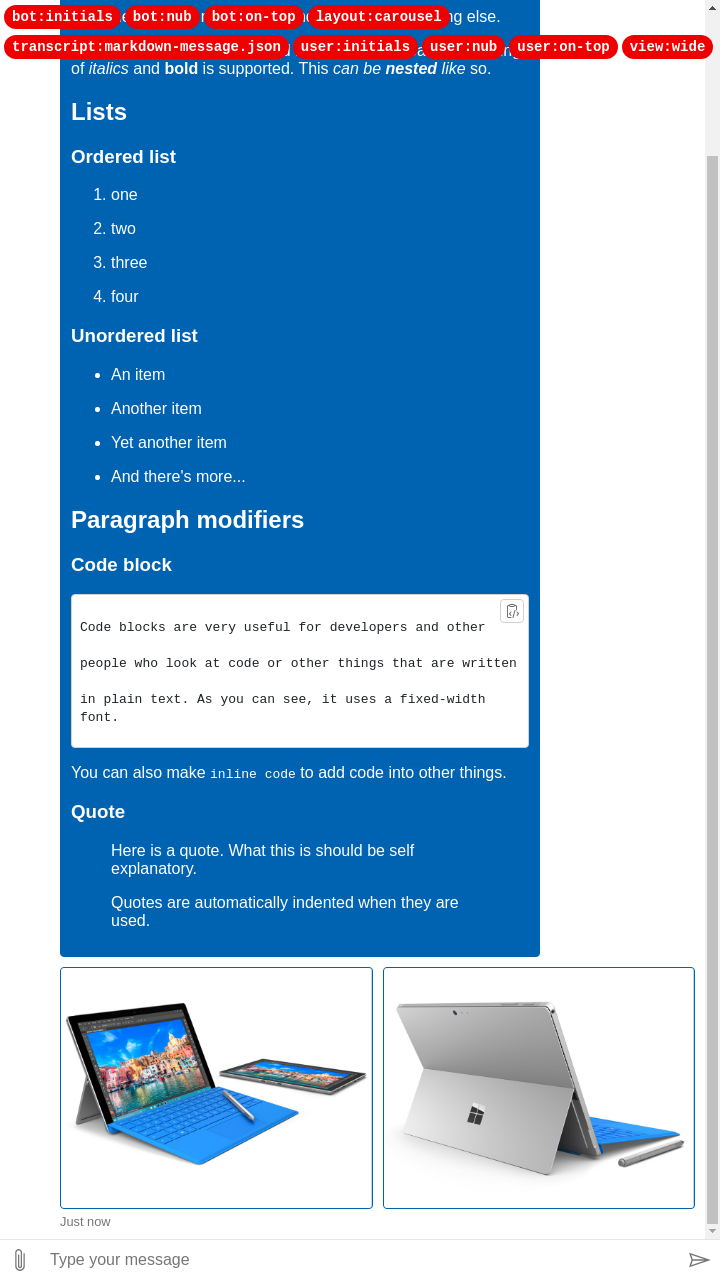 bot:initials bot:nub bot:on-top layout:carousel else.
transcript:markdown-message.json user:initials user:nub user:on-top view:wide
of italics and bold is supported. This can be nested like so.
Lists
Ordered list
1. one
2. two
3. three
4. four
Unordered list
• An item
• Another item
• Yet another item
• And there's more...
Paragraph modifiers
Code block
Code blocks are very useful for developers and other
people who look at code or other things that are written
in plain text. As you can see, it uses a fixed-width
font.
You can also make inline code to add code into other things.
Quote
Here is a quote. What this is should be self
explanatory.
Quotes are automatically indented when they are
used.
Just now
Type your message